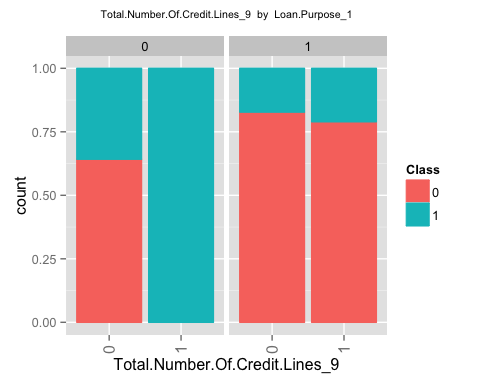 Total.Number.Of.Credit.Lines_9 by Loan.Purpose_1
0 1
1.00
0.75
0.50
0.25
0.00
count
0 1 0 1
Total.Number.Of.Credit.Lines_9
Class
0
1